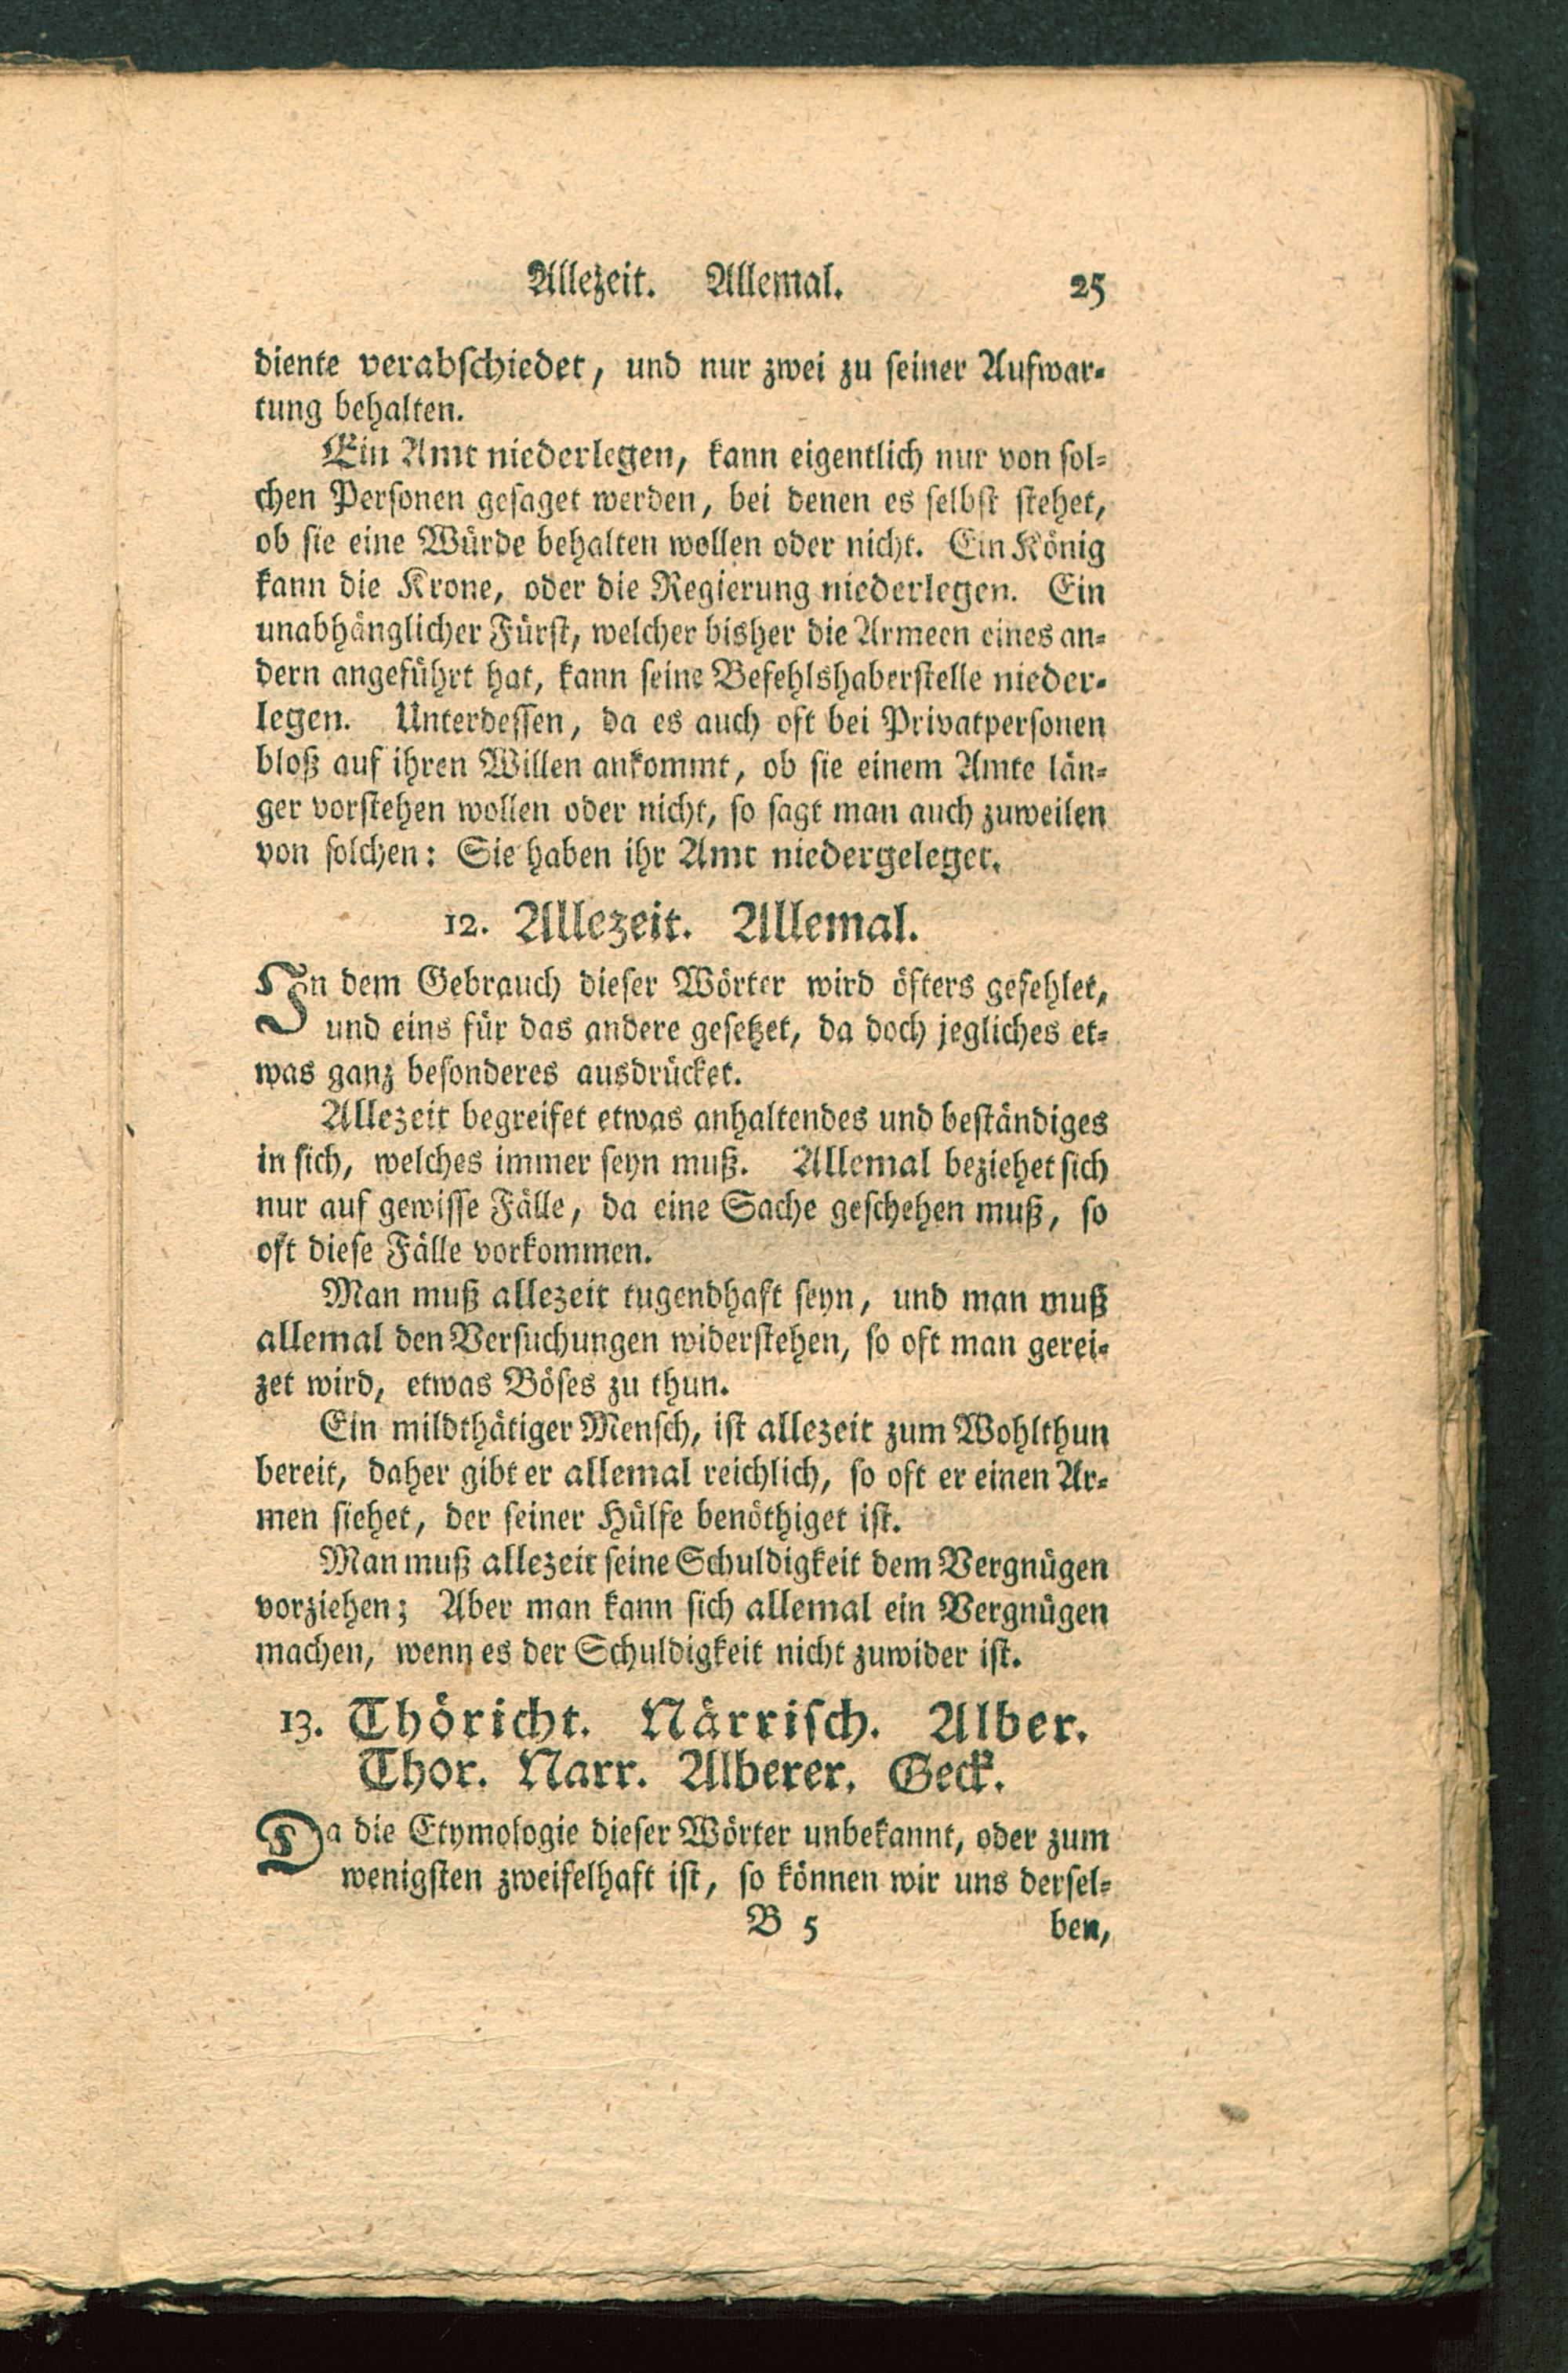 Allezeit. Allemal. 25
diente verabschiedet, und nur zwei zu seiner Aufwar-
tung behalten.
Ein Amt niederlegen, kann eigentlich nur von sol-
chen Personen gesaget werden, bei denen es selbst stehet,
ob sie eine Würde behalten wollen oder nicht. Ein König
kann die Krone, oder die Regierung niederlegen. Ein
unabhänglicher Fürst, welcher bisher die Armeen eines an-
dern angeführt hat, kann seine Befehlshaberstelle nieder-
legen. Unterdessen, da es auch oft bei Privatpersonen
bloß auf ihren Willen ankommt, ob sie einem Amte län-
ger vorstehen wollen oder nicht, so sagt man auch zuweilen
von solchen: Sie haben ihr Amt niedergeleget.
12. Allezeit. Allemal.
In dem Gebrauch dieser Wörter wird öfters gefehlet,
und eins für das andere gesetzet, da doch jegliches et-
was ganz besonderes ausdrücket.
Allezeit begreifet etwas anhaltendes und beständiges
in sich, welches immer seyn muß. Allemal beziehet sich
nur auf gewisse Fälle, da eine Sache geschehen muß, so
oft diese Fälle vorkommen.
Man muß allezeit tugendhaft seyn, und man muß
allemal den Versuchungen widerstehen, so oft man gerei-
zet wird, etwas Böses zu thun.
Ein mildthätiger Mensch, ist allezeit zum Wohlthun
bereit, daher gibt er allemal reichlich, so oft er einen Ar-
men siehet, der seiner Hülfe benöthiget ist.
Man muß allezeit seine Schuldigkeit dem Vergnügen
vorziehen; Aber man kann sich allemal ein Vergnügen
machen, wenn es der Schuldigkeit nicht zuwider ist.
13. Thöricht. Närrisch. Alber.
Thor. Narr. Alberer. Geck.
Da die Etymologie dieser Wörter unbekannt, oder zum
wenigsten zweifelhaft ist, so können wir uns dersel-
B 5 ben,